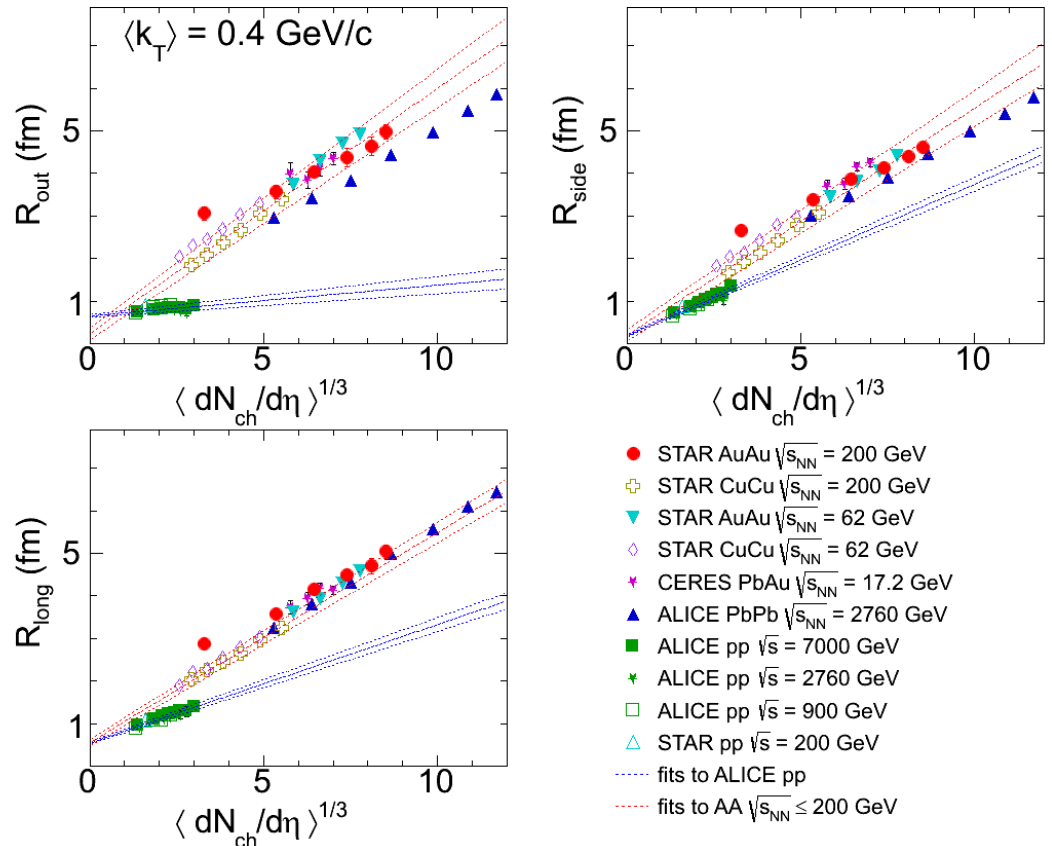 ⟨k_T⟩ = 0.4 GeV/c
R_out (fm)
5
1
0 5 10
⟨ dN_ch/dη ⟩^1/3
R_side (fm)
5
1
0 5 10
⟨ dN_ch/dη ⟩^1/3
R_long (fm)
5
1
0 5 10
⟨ dN_ch/dη ⟩^1/3
STAR AuAu √s_NN = 200 GeV
STAR CuCu √s_NN = 200 GeV
STAR AuAu √s_NN = 62 GeV
STAR CuCu √s_NN = 62 GeV
CERES PbAu √s_NN = 17.2 GeV
ALICE PbPb √s_NN = 2760 GeV
ALICE pp √s = 7000 GeV
ALICE pp √s = 2760 GeV
ALICE pp √s = 900 GeV
STAR pp √s = 200 GeV
fits to ALICE pp
fits to AA √s_NN ≤ 200 GeV